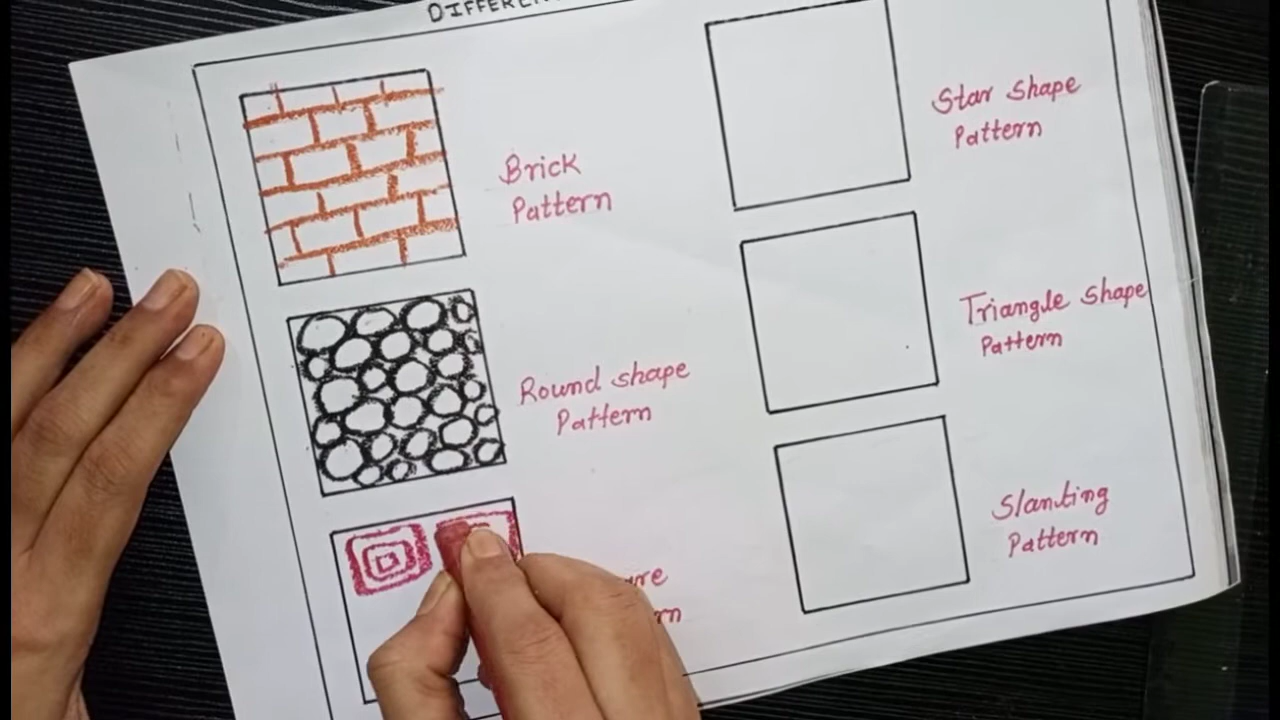 Brick
Pattern
Round shape
Pattern
Star shape
Pattern
Triangle shape
Pattern
Slanting
Pattern